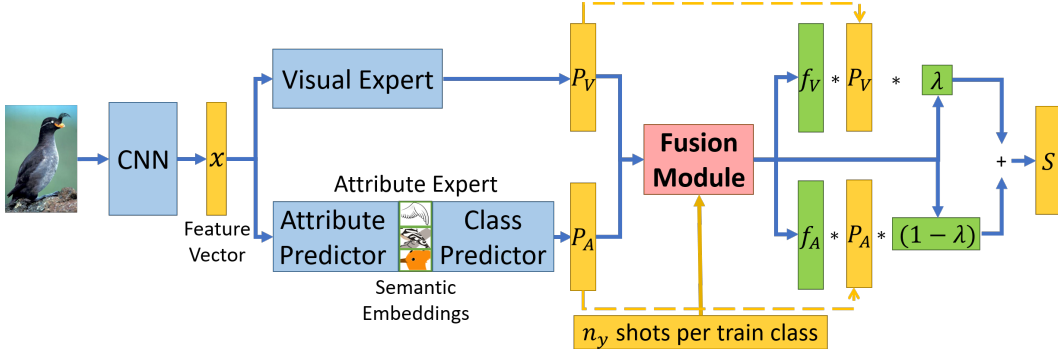 P_V
f_V * P_V * λ
Visual Expert
CNN
x
Fusion
Module
+
S
Attribute Expert
Feature
Vector
Attribute
Predictor
Class
Predictor
P_A
f_A * P_A * (1 − λ)
Semantic
Embeddings
n_y shots per train class